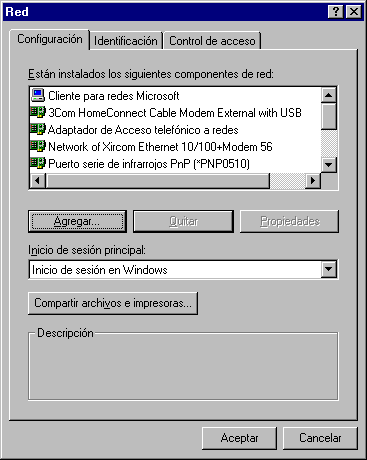 Red
Configuración Identificación Control de acceso
Están instalados los siguientes componentes de red:
Cliente para redes Microsoft
3Com HomeConnect Cable Modem External with USB
Adaptador de Acceso telefónico a redes
Network of Xircom Ethernet 10/100+Modem 56
Puerto serie de infrarrojos PnP (*PNP0510)
Agregar... Quitar Propiedades
Inicio de sesión principal:
Inicio de sesión en Windows
Compartir archivos e impresoras...
Descripción
Aceptar Cancelar